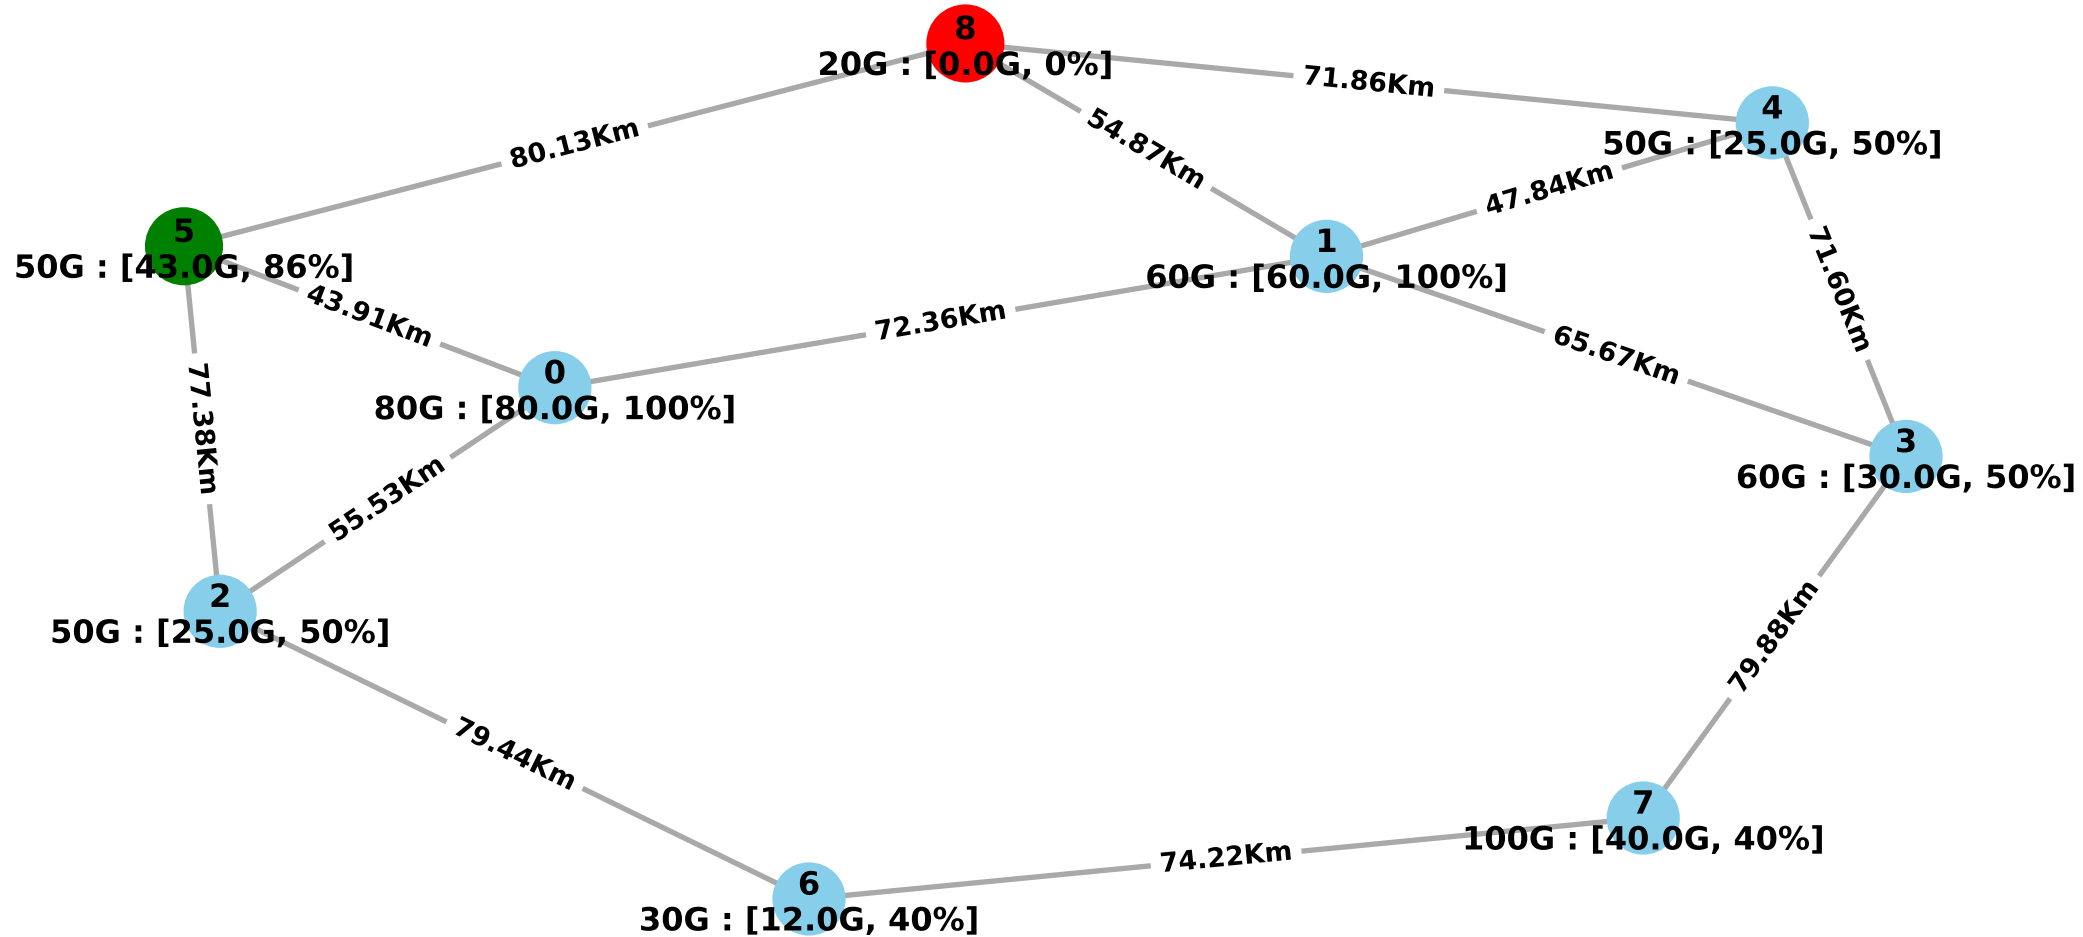 8
20G : [0.0G, 0%]
71.86Km
4
50G : [25.0G, 50%]
80.13Km
54.87Km
47.84Km
5
50G : [43.0G, 86%]
1
60G : [60.0G, 100%]
43.91Km
72.36Km
71.60Km
65.67Km
0
80G : [80.0G, 100%]
77.38Km
3
60G : [30.0G, 50%]
55.53Km
2
50G : [25.0G, 50%]
79.88Km
79.44Km
7
100G : [40.0G, 40%]
74.22Km
6
30G : [12.0G, 40%]